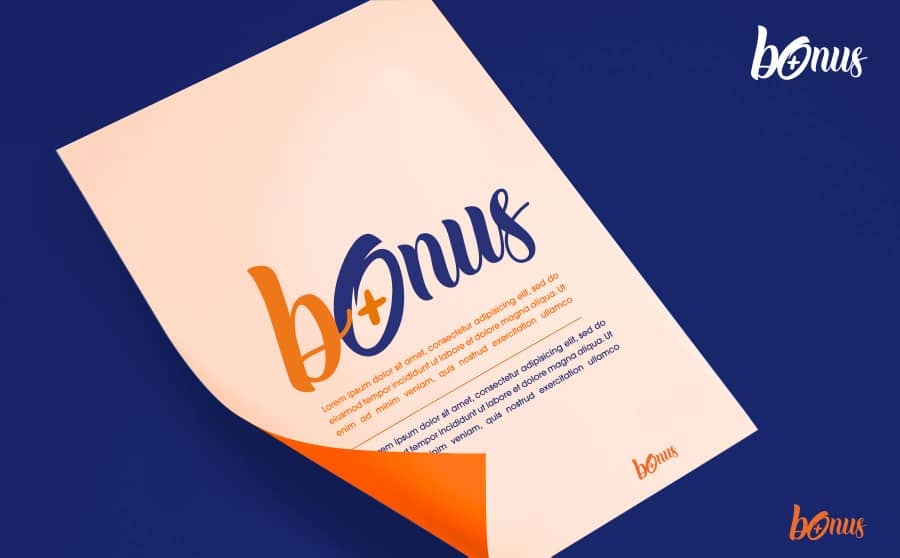 bonus
bonus
Lorem ipsum dolor sit amet, consectetur adipisicing elit, sed do
eiusmod tempor incididunt ut labore et dolore magna aliqua. Ut
enim ad minim veniam, quis nostrud exercitation ullamco
ipsum dolor sit amet, consectetur adipisicing elit, sed do
tempor incididunt ut labore et dolore magna aliqua. Ut
veniam, quis nostrud exercitation ullamco
bonus
bonus